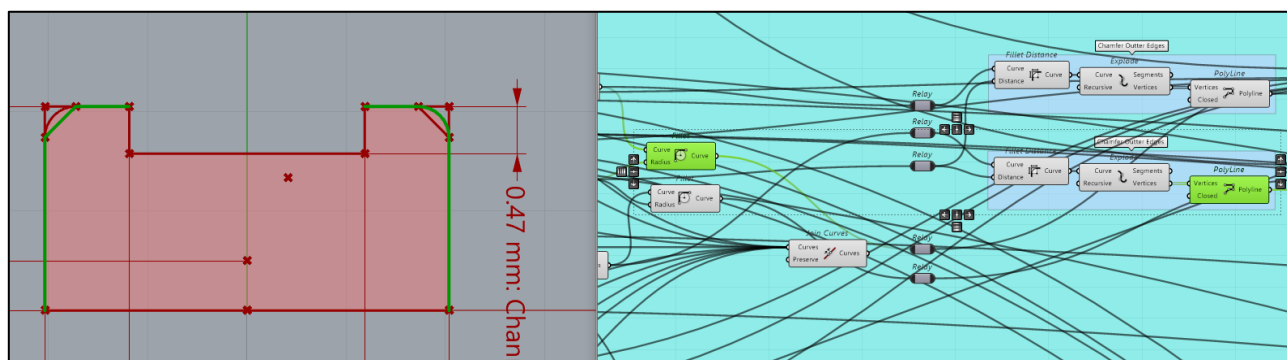 0.47 mm: Chan
Chamfer Outter Edges
Fillet Distance
Curve
Distance
Curve
Explode
Curve
Recursive
Segments
Vertices
PolyLine
Vertices
Closed
Polyline
Relay
Relay
Relay
Curve
Radius
Curve
Fillet
Curve
Radius
Curve
Chamfer Outter Edges
Fillet Distance
Curve
Distance
Curve
Explode
Curve
Recursive
Segments
Vertices
PolyLine
Vertices
Closed
Polyline
Join Curves
Curves
Preserve
Curves
Relay
Relay